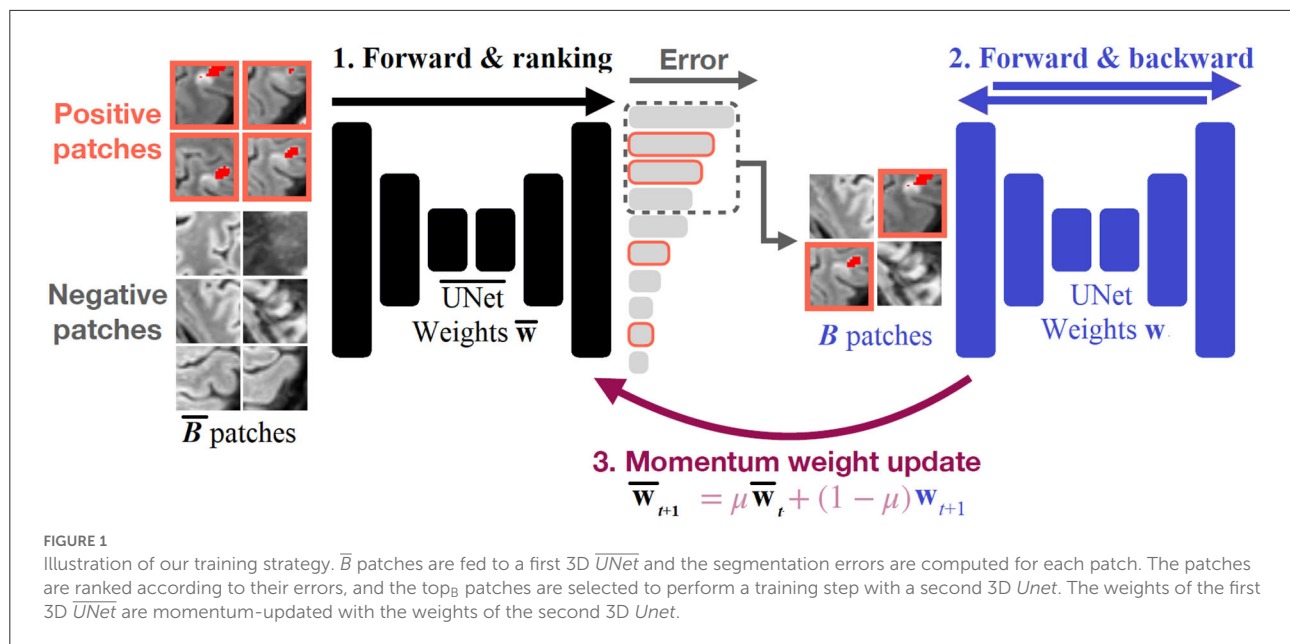 1. Forward & ranking
Error
2. Forward & backward
Positive
patches
Negative
patches
B̅ patches
U̅N̅e̅t̅
Weights w̅
B patches
UNet
Weights w
3. Momentum weight update
w̅ₜ₊₁ = μw̅ₜ + (1 − μ)wₜ₊₁
FIGURE 1
Illustration of our training strategy. B̅ patches are fed to a first 3D U̅N̅e̅t̅ and the segmentation errors are computed for each patch. The patches
are ranked according to their errors, and the top_B patches are selected to perform a training step with a second 3D Unet. The weights of the first
3D U̅N̅e̅t̅ are momentum-updated with the weights of the second 3D Unet.